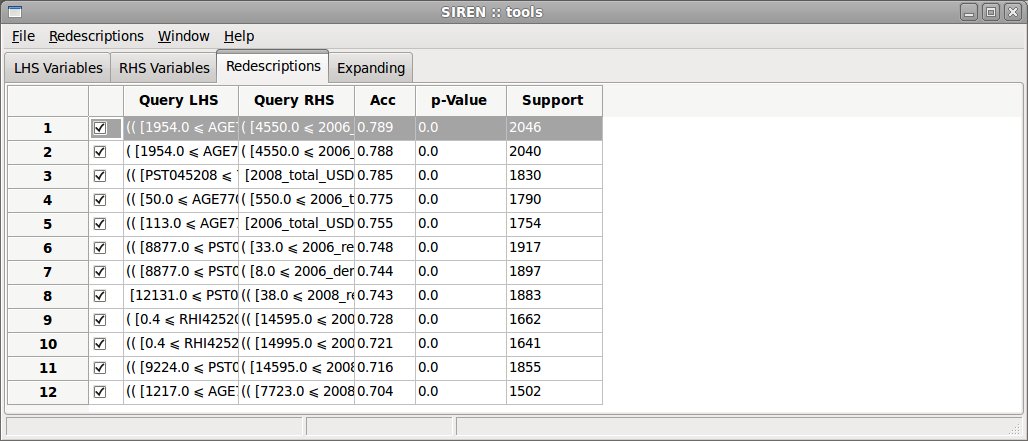 SIREN :: tools
File Redescriptions Window Help
LHS Variables RHS Variables Redescriptions Expanding
Query LHS Query RHS Acc p-Value Support
1 (( [1954.0 ⩽ AGE7 ( [4550.0 ⩽ 2006_ 0.789 0.0 2046
2 ( [1954.0 ⩽ AGE7 ( [4550.0 ⩽ 2006_ 0.788 0.0 2040
3 (( [PST045208 ⩽ [2008_total_USD 0.785 0.0 1830
4 (( [50.0 ⩽ AGE770 ( [550.0 ⩽ 2006_t 0.775 0.0 1790
5 (( [113.0 ⩽ AGE77 [2006_total_USD 0.755 0.0 1754
6 (( [8877.0 ⩽ PST0 ( [33.0 ⩽ 2006_re 0.748 0.0 1917
7 (( [8877.0 ⩽ PST0 ( [8.0 ⩽ 2006_der 0.744 0.0 1897
8 [12131.0 ⩽ PST0 (( [38.0 ⩽ 2008_re 0.743 0.0 1883
9 ( [0.4 ⩽ RHI42520 (( [14595.0 ⩽ 200 0.728 0.0 1662
10 (( [0.4 ⩽ RHI4252 (( [14995.0 ⩽ 200 0.721 0.0 1641
11 (( [9224.0 ⩽ PST0 ( [14595.0 ⩽ 2008 0.716 0.0 1855
12 (( [1217.0 ⩽ AGE7 (( [7723.0 ⩽ 2008 0.704 0.0 1502